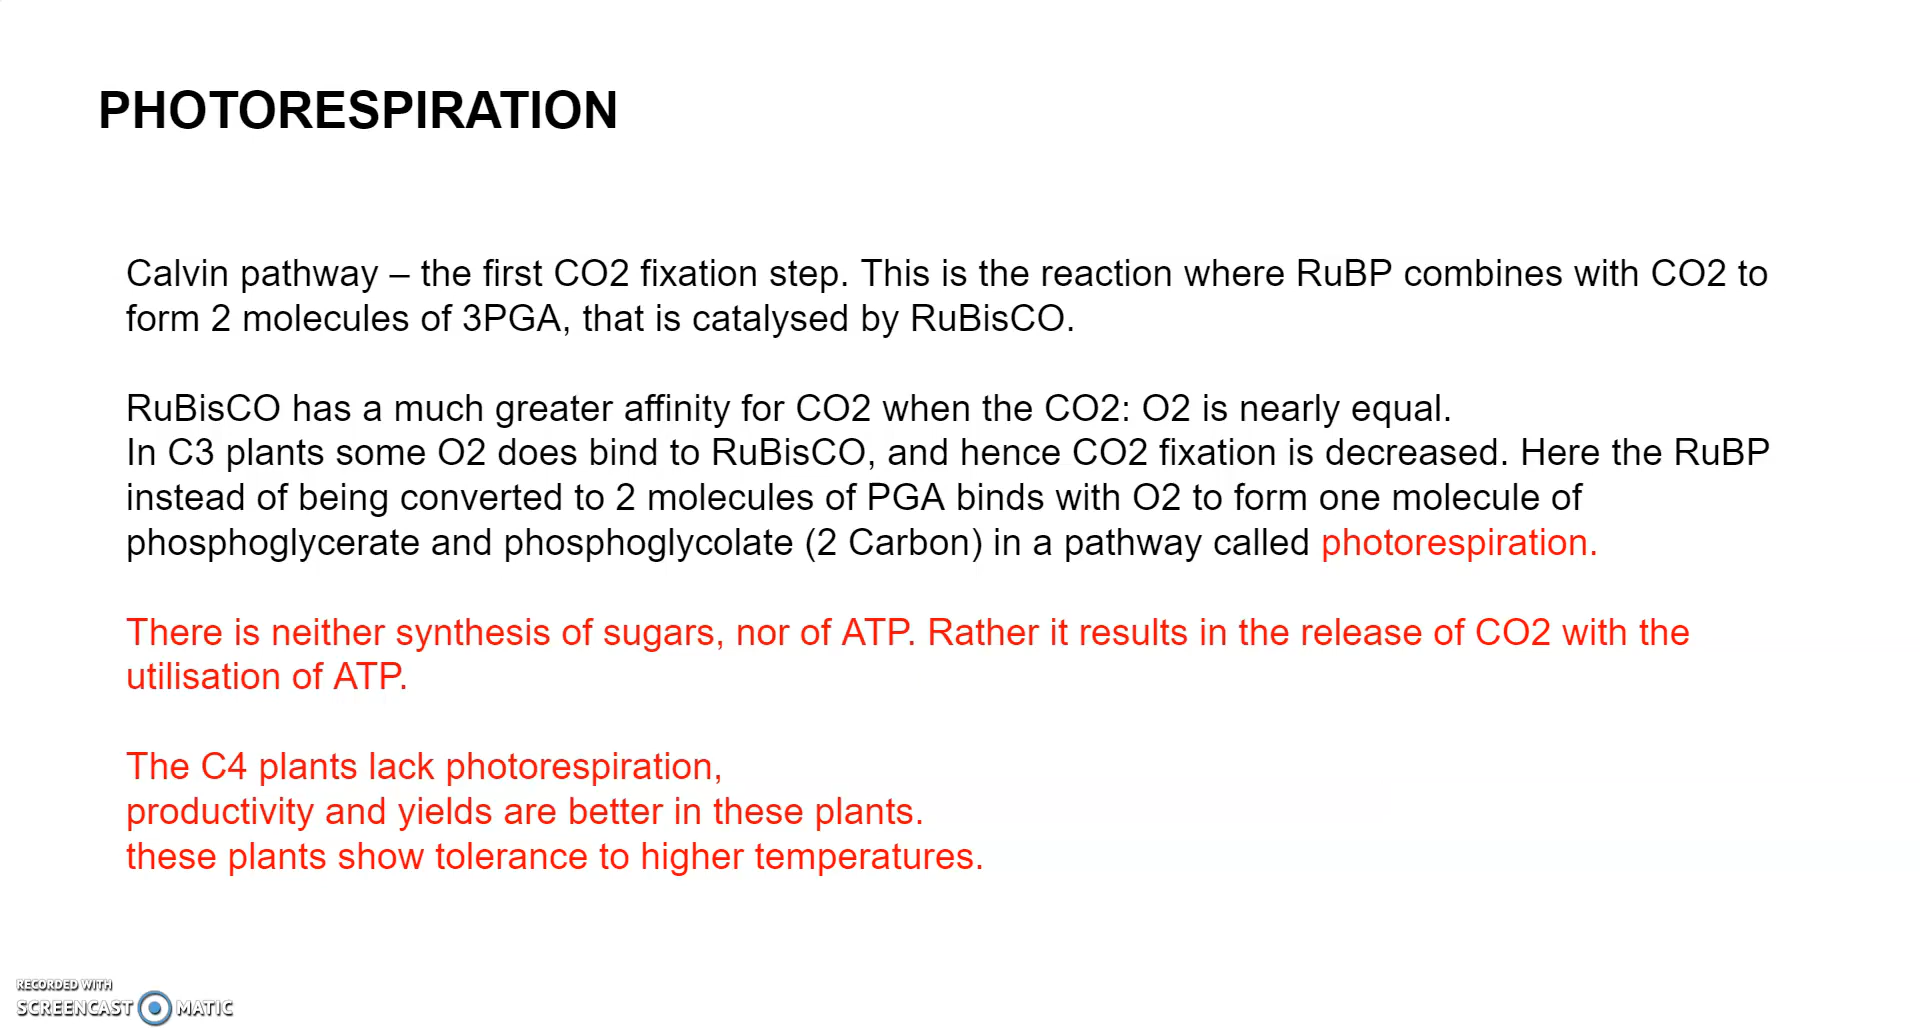 PHOTORESPIRATION
Calvin pathway – the first CO2 fixation step. This is the reaction where RuBP combines with CO2 to
form 2 molecules of 3PGA, that is catalysed by RuBisCO.
RuBisCO has a much greater affinity for CO2 when the CO2: O2 is nearly equal.
In C3 plants some O2 does bind to RuBisCO, and hence CO2 fixation is decreased. Here the RuBP
instead of being converted to 2 molecules of PGA binds with O2 to form one molecule of
phosphoglycerate and phosphoglycolate (2 Carbon) in a pathway called photorespiration.
There is neither synthesis of sugars, nor of ATP. Rather it results in the release of CO2 with the
utilisation of ATP.
The C4 plants lack photorespiration,
productivity and yields are better in these plants.
these plants show tolerance to higher temperatures.
RECORDED WITH
SCREENCAST MATIC